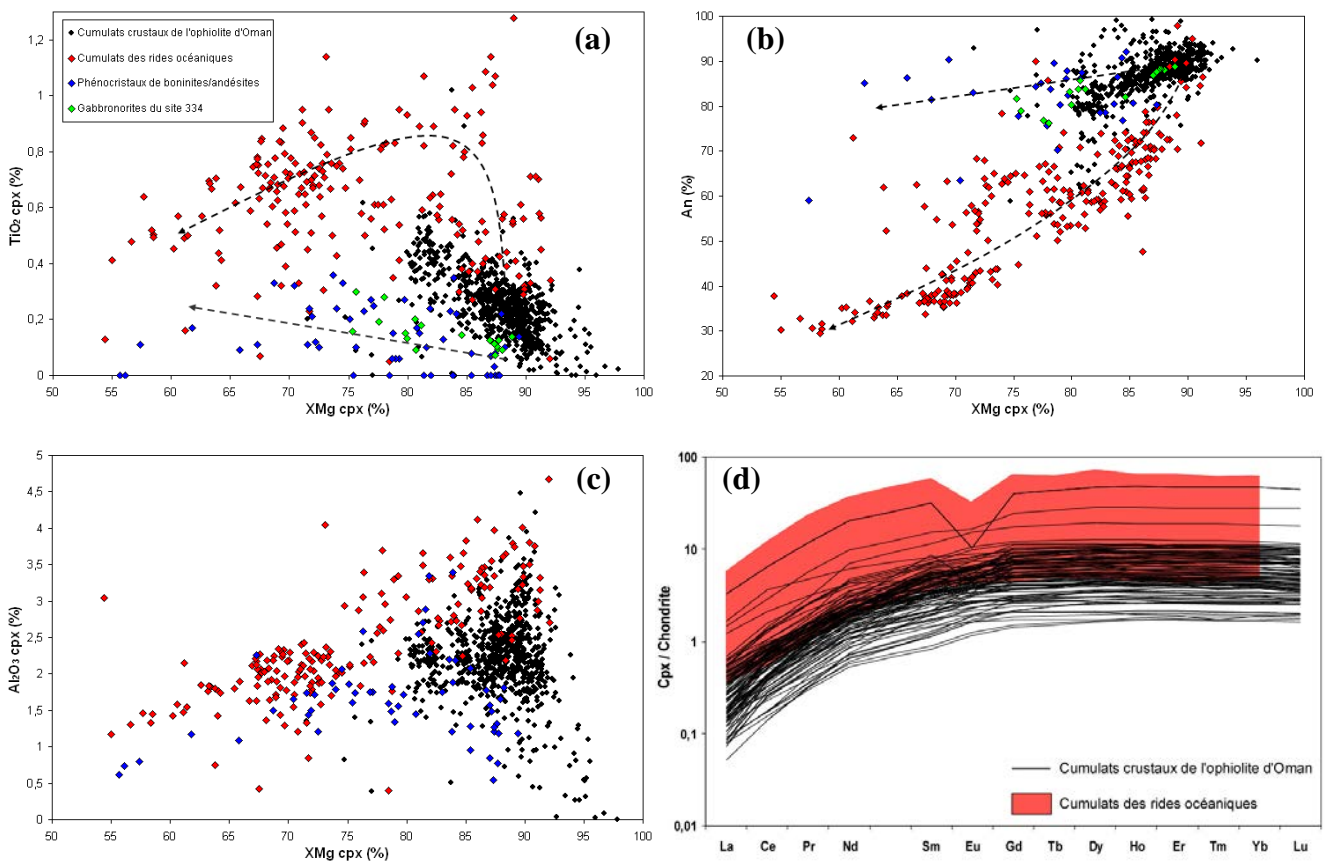 (a)
Cumulats crustaux de l'ophiolite d'Oman
Cumulats des rides océaniques
Phénocristaux de boninites/andésites
Gabbronorites du site 334
TiO₂ cpx (%)
1,2
1
0,8
0,6
0,4
0,2
0
50 55 60 65 70 75 80 85 90 95 100
XMg cpx (%)
(b)
An (%)
100
90
80
70
60
50
40
30
20
50 55 60 65 70 75 80 85 90 95 100
XMg cpx (%)
(c)
Al₂O₃ cpx (%)
5
4,5
4
3,5
3
2,5
2
1,5
1
0,5
0
50 55 60 65 70 75 80 85 90 95 100
XMg cpx (%)
(d)
Cpx / Chondrite
100
10
1
0,1
0,01
Cumulats crustaux de l'ophiolite d'Oman
Cumulats des rides océaniques
La Ce Pr Nd Sm Eu Gd Tb Dy Ho Er Tm Yb Lu